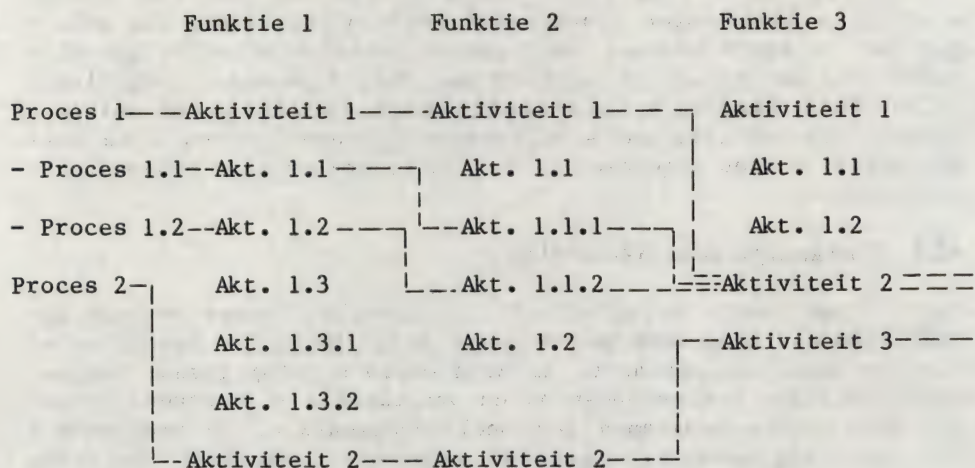 Funktie 1 Funktie 2 Funktie 3
Proces 1 Aktiviteit 1 Aktiviteit 1 Aktiviteit 1
- Proces 1.1 Akt. 1.1 Akt. 1.1 Akt. 1.1
- Proces 1.2 Akt. 1.2 Akt. 1.1.1 Akt. 1.2
Proces 2 Akt. 1.3 Akt. 1.1.2 Aktiviteit 2
Akt. 1.3.1 Akt. 1.2 Aktiviteit 3
Akt. 1.3.2
Aktiviteit 2 Aktiviteit 2